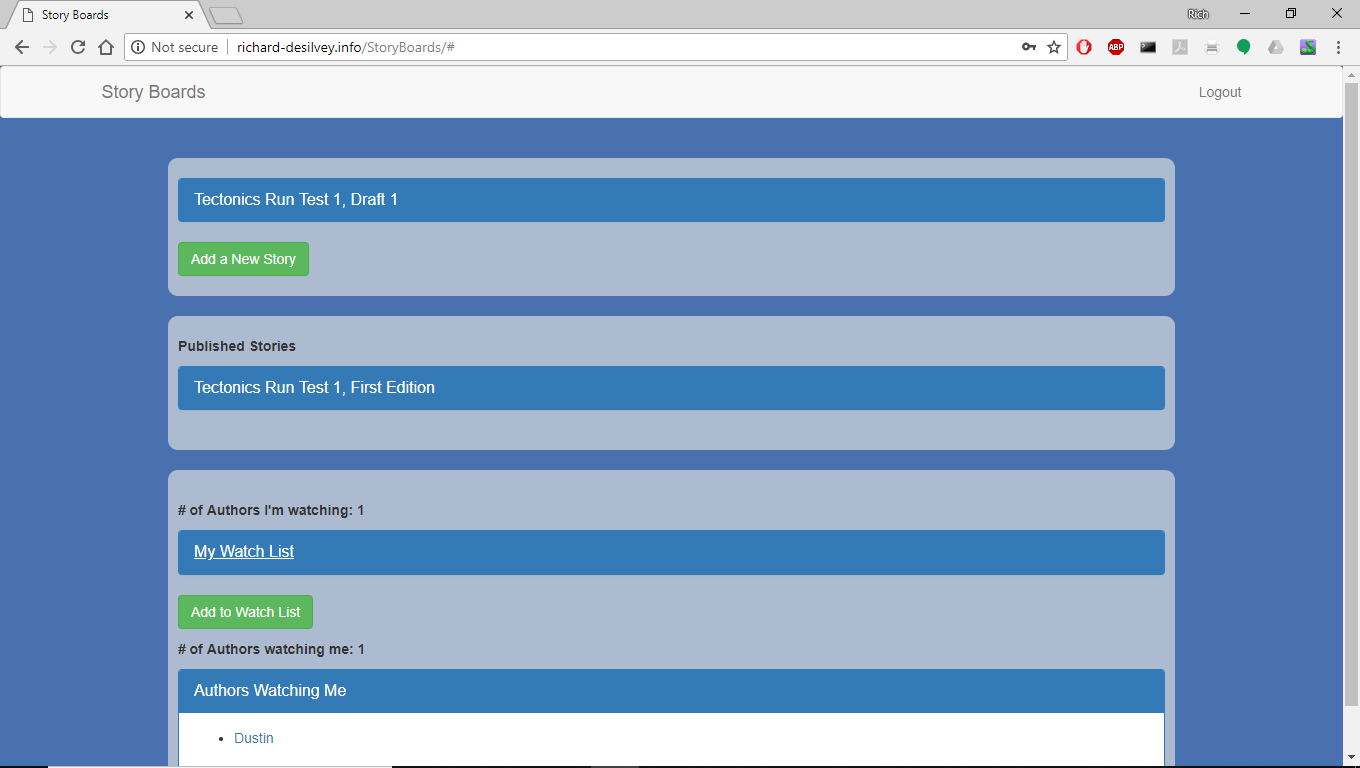 Story Boards
Rich
Not secure
richard-desilvey.info/StoryBoards/#
ABP
Story Boards
Logout
Tectonics Run Test 1, Draft 1
Add a New Story
Published Stories
Tectonics Run Test 1, First Edition
# of Authors I'm watching: 1
My Watch List
Add to Watch List
# of Authors watching me: 1
Authors Watching Me
Dustin